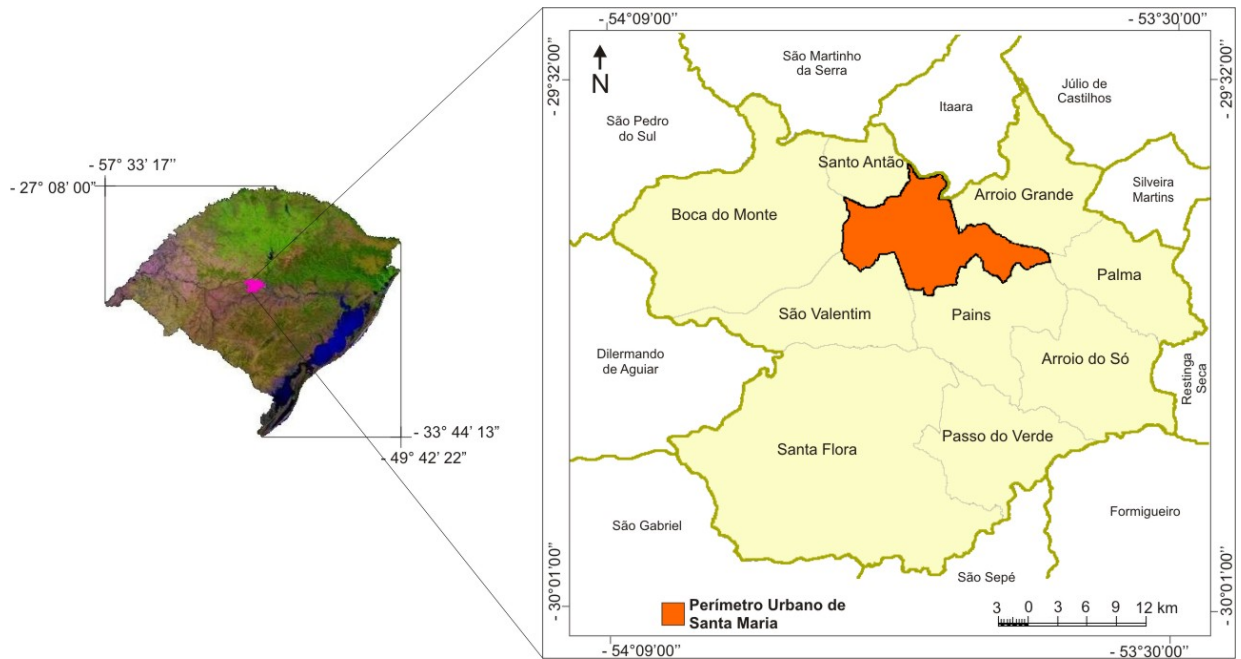 - 57° 33' 17"
- 27° 08' 00"
- 33° 44' 13"
- 49° 42' 22"
- 54°09'00"
- 53°30'00"
- 29°32'00"
- 29°32'00"
N
São Martinho
da Serra
Itaara
Júlio de
Castilhos
São Pedro
do Sul
Santo Antão
Arroio Grande
Silveira
Martins
Boca do Monte
Palma
São Valentim
Pains
Dilermando
de Aguiar
Arroio do Só
Restinga
Seca
Santa Flora
Passo do Verde
São Gabriel
Formigueiro
São Sepé
- 30°01'00"
- 30°01'00"
Perímetro Urbano de
Santa Maria
3 0 3 6 9 12 km
- 54°09'00"
- 53°30'00"